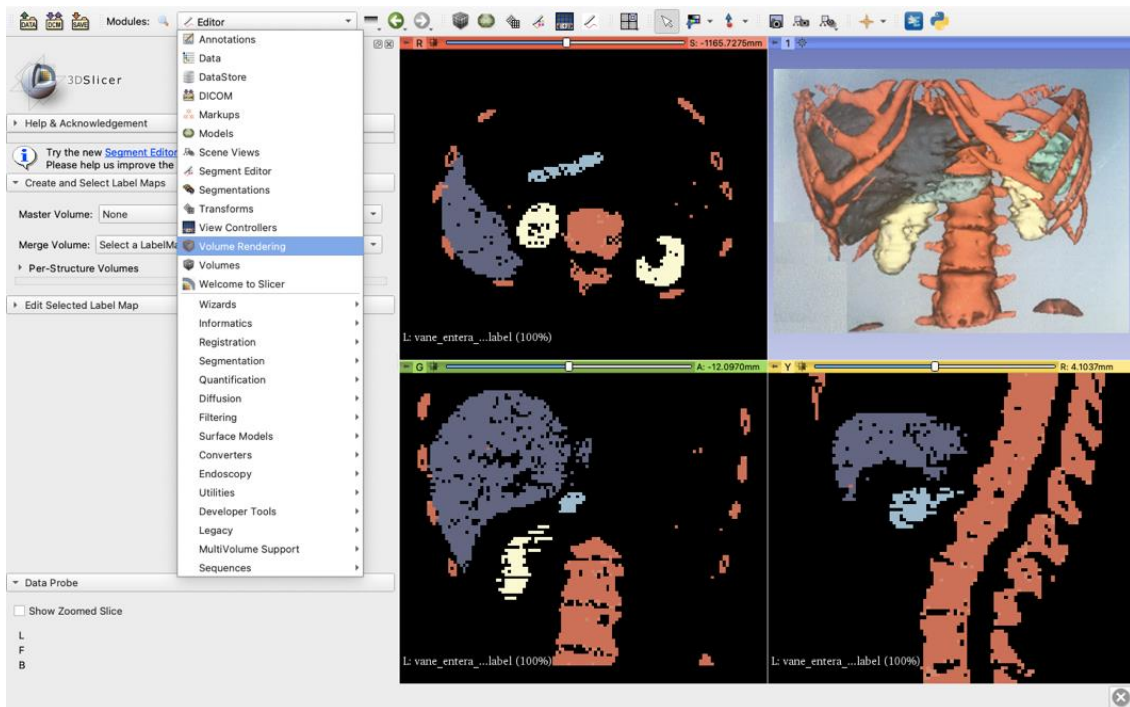 DATA
DCM
SAVE
Modules:
Editor
Annotations
Data
DataStore
DICOM
Markups
Models
Scene Views
Segment Editor
Segmentations
Transforms
View Controllers
Volume Rendering
Volumes
Welcome to Slicer
Wizards
Informatics
Registration
Segmentation
Quantification
Diffusion
Filtering
Surface Models
Converters
Endoscopy
Utilities
Developer Tools
Legacy
MultiVolume Support
Sequences
3DSlicer
Help & Acknowledgement
Try the new Segment Editor
Please help us improve the
Create and Select Label Maps
Master Volume: None
Merge Volume: Select a LabelMa
Per-Structure Volumes
Edit Selected Label Map
Data Probe
Show Zoomed Slice
L
F
B
R S: -1165.7275mm
L: vane_entera_...label (100%)
1
G A: -12.0970mm
L: vane_entera_...label (100%)
Y R: 4.1037mm
L: vane_entera_...label (100%)